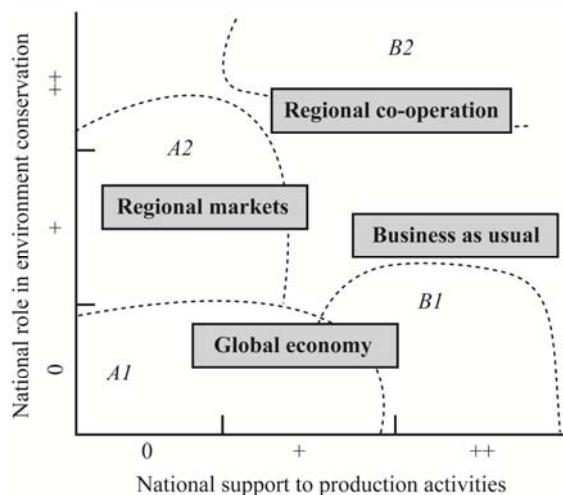 National role in environment conservation
++
+
0
B2
Regional co-operation
A2
Regional markets
Business as usual
B1
Global economy
A1
0
+
++
National support to production activities